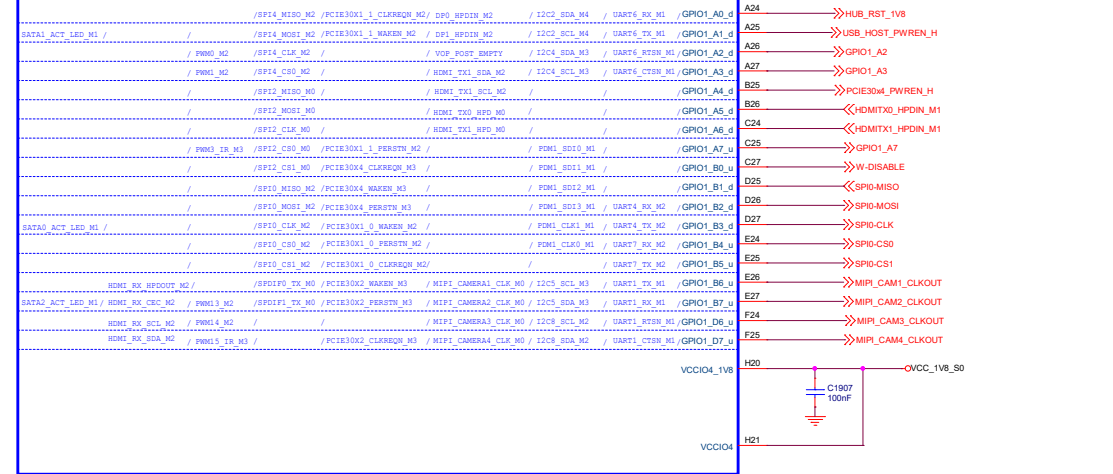 /SPI4_MISO_M2 /PCIE30X1_1_CLKREQN_M2/ DP0_HPDIN_M2 / I2C2_SDA_M4 / UART6_RX_M1 /GPIO1_A0_d A24 HUB_RST_1V8
SATA1_ACT_LED_M1 / / /SPI4_MOSI_M2 /PCIE30X1_1_WAKEN_M2 / DP1_HPDIN_M2 / I2C2_SCL_M4 / UART6_TX_M1 /GPIO1_A1_d A25 USB_HOST_PWREN_H
/ PWM0_M2 /SPI4_CLK_M2 / / VOP_POST_EMPTY / I2C4_SDA_M3 / UART6_RTSN_M1 /GPIO1_A2_d A26 GPIO1_A2
/ PWM1_M2 /SPI4_CS0_M2 / / HDMI_TX1_SDA_M2 / I2C4_SCL_M3 / UART6_CTSN_M1 /GPIO1_A3_d A27 GPIO1_A3
/ /SPI2_MISO_M0 / / HDMI_TX1_SCL_M2 / / /GPIO1_A4_d B25 PCIE30x4_PWREN_H
/ /SPI2_MOSI_M0 / HDMI_TX0_HPD_M0 / / /GPIO1_A5_d B26 HDMITX0_HPDIN_M1
/ /SPI2_CLK_M0 / / HDMI_TX1_HPD_M0 / / /GPIO1_A6_d C24 HDMITX1_HPDIN_M1
/ PWM3_IR_M3 /SPI2_CS0_M0 /PCIE30X1_1_PERSTN_M2 / / PDM1_SDI0_M1 / /GPIO1_A7_u C25 GPIO1_A7
/ /SPI2_CS1_M0 /PCIE30X4_CLKREQN_M3 / / PDM1_SDI1_M1 / /GPIO1_B0_u C27 W-DISABLE
/ /SPI0_MISO_M2 /PCIE30X4_WAKEN_M3 / / PDM1_SDI2_M1 / /GPIO1_B1_d D25 SPI0-MISO
/ /SPI0_MOSI_M2 /PCIE30X4_PERSTN_M3 / / PDM1_SDI3_M1 / UART4_RX_M2 /GPIO1_B2_d D26 SPI0-MOSI
SATA0_ACT_LED_M1 / / /SPI0_CLK_M2 /PCIE30X1_0_WAKEN_M2 / / PDM1_CLK1_M1 / UART4_TX_M2 /GPIO1_B3_d D27 SPI0-CLK
/ /SPI0_CS0_M2 /PCIE30X1_0_PERSTN_M2 / / PDM1_CLK0_M1 / UART7_RX_M2 /GPIO1_B4_u E24 SPI0-CS0
/ /SPI0_CS1_M2 /PCIE30X1_0_CLKREQN_M2/ / / UART7_TX_M2 /GPIO1_B5_u E25 SPI0-CS1
HDMI_RX_HPDOUT_M2 / /SPDIF0_TX_M0 /PCIE30X2_WAKEN_M3 / MIPI_CAMERA1_CLK_M0 / I2C5_SCL_M3 / UART1_TX_M1 /GPIO1_B6_u E26 MIPI_CAM1_CLKOUT
SATA2_ACT_LED_M1/ HDMI_RX_CEC_M2 / PWM13_M2 /SPDIF1_TX_M0 /PCIE30X2_PERSTN_M3 / MIPI_CAMERA2_CLK_M0 / I2C5_SDA_M3 / UART1_RX_M1 /GPIO1_B7_u E27 MIPI_CAM2_CLKOUT
HDMI_RX_SCL_M2 / PWM14_M2 / / / MIPI_CAMERA3_CLK_M0 / I2C8_SCL_M2 / UART1_RTSN_M1 /GPIO1_D6_u F24 MIPI_CAM3_CLKOUT
HDMI_RX_SDA_M2 / PWM15_IR_M3 / /PCIE30X2_CLKREQN_M3 / MIPI_CAMERA4_CLK_M0 / I2C8_SDA_M2 / UART1_CTSN_M1 /GPIO1_D7_u F25 MIPI_CAM4_CLKOUT
VCCIO4_1V8 H20 VCC_1V8_S0
C1907
100nF
VCCIO4 H21